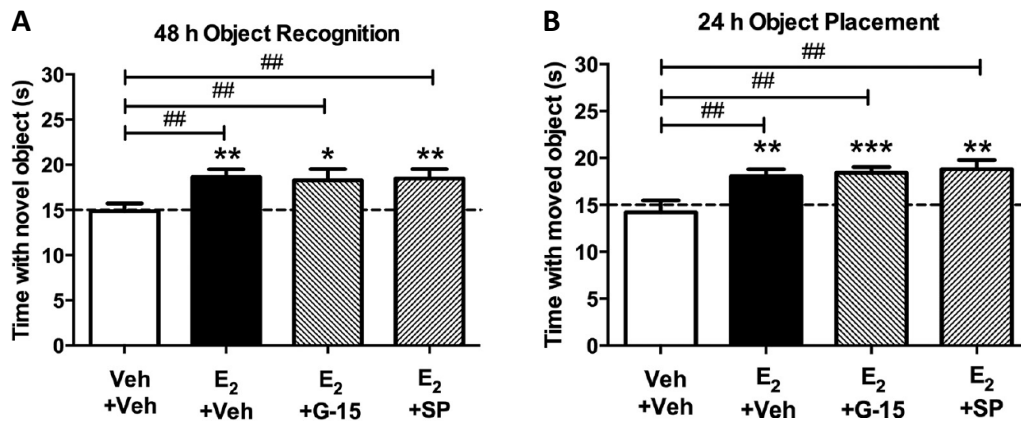 A
48 h Object Recognition
Time with novel object (s)
30
25
20
15
10
5
0
##
##
##
**
*
**
Veh
+Veh
E2
+Veh
E2
+G-15
E2
+SP
B
24 h Object Placement
Time with moved object (s)
30
25
20
15
10
5
0
##
##
##
**
***
**
Veh
+Veh
E2
+Veh
E2
+G-15
E2
+SP